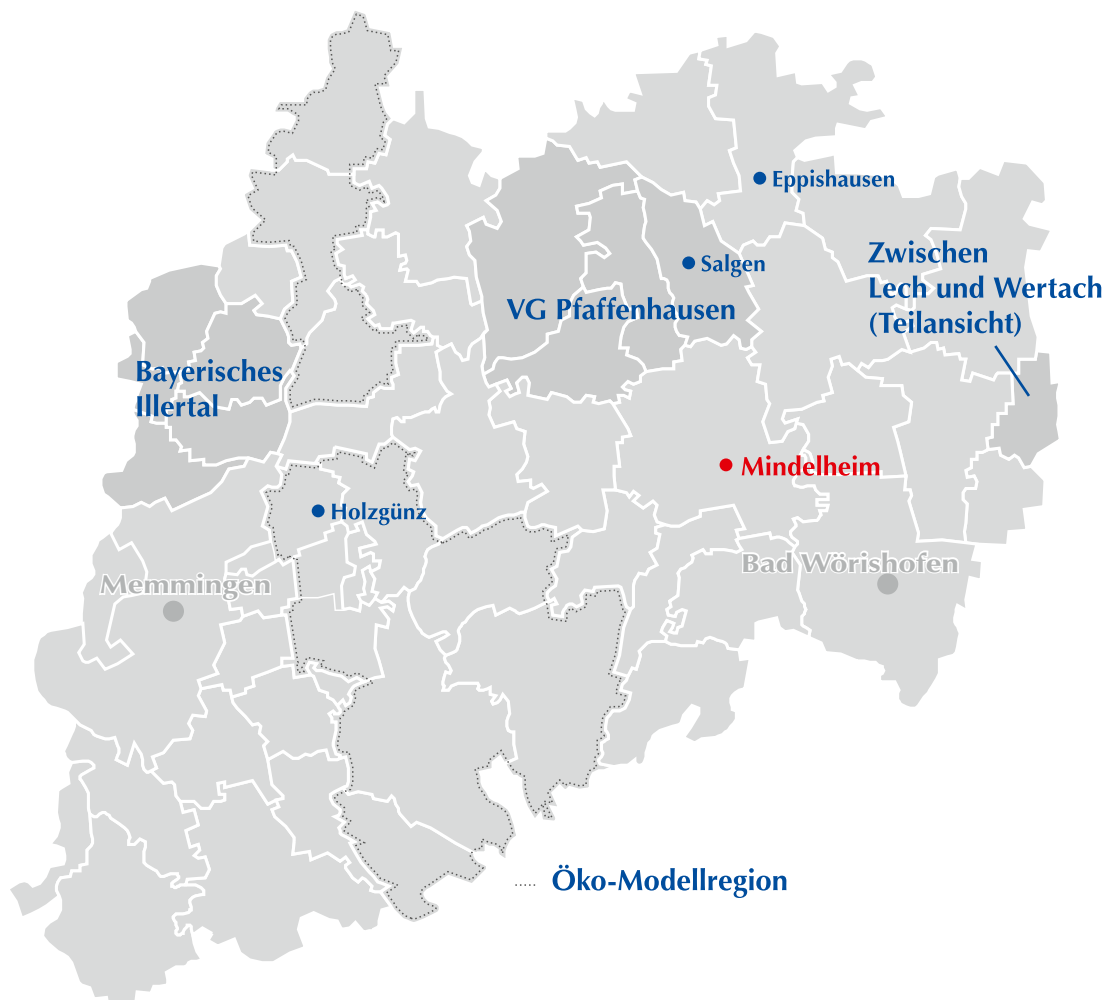 Eppishausen
Zwischen
Lech und Wertach
(Teilansicht)
Salgen
VG Pfaffenhausen
Bayerisches
Illertal
Mindelheim
Holzgünz
Bad Wörishofen
Memmingen
Öko-Modellregion